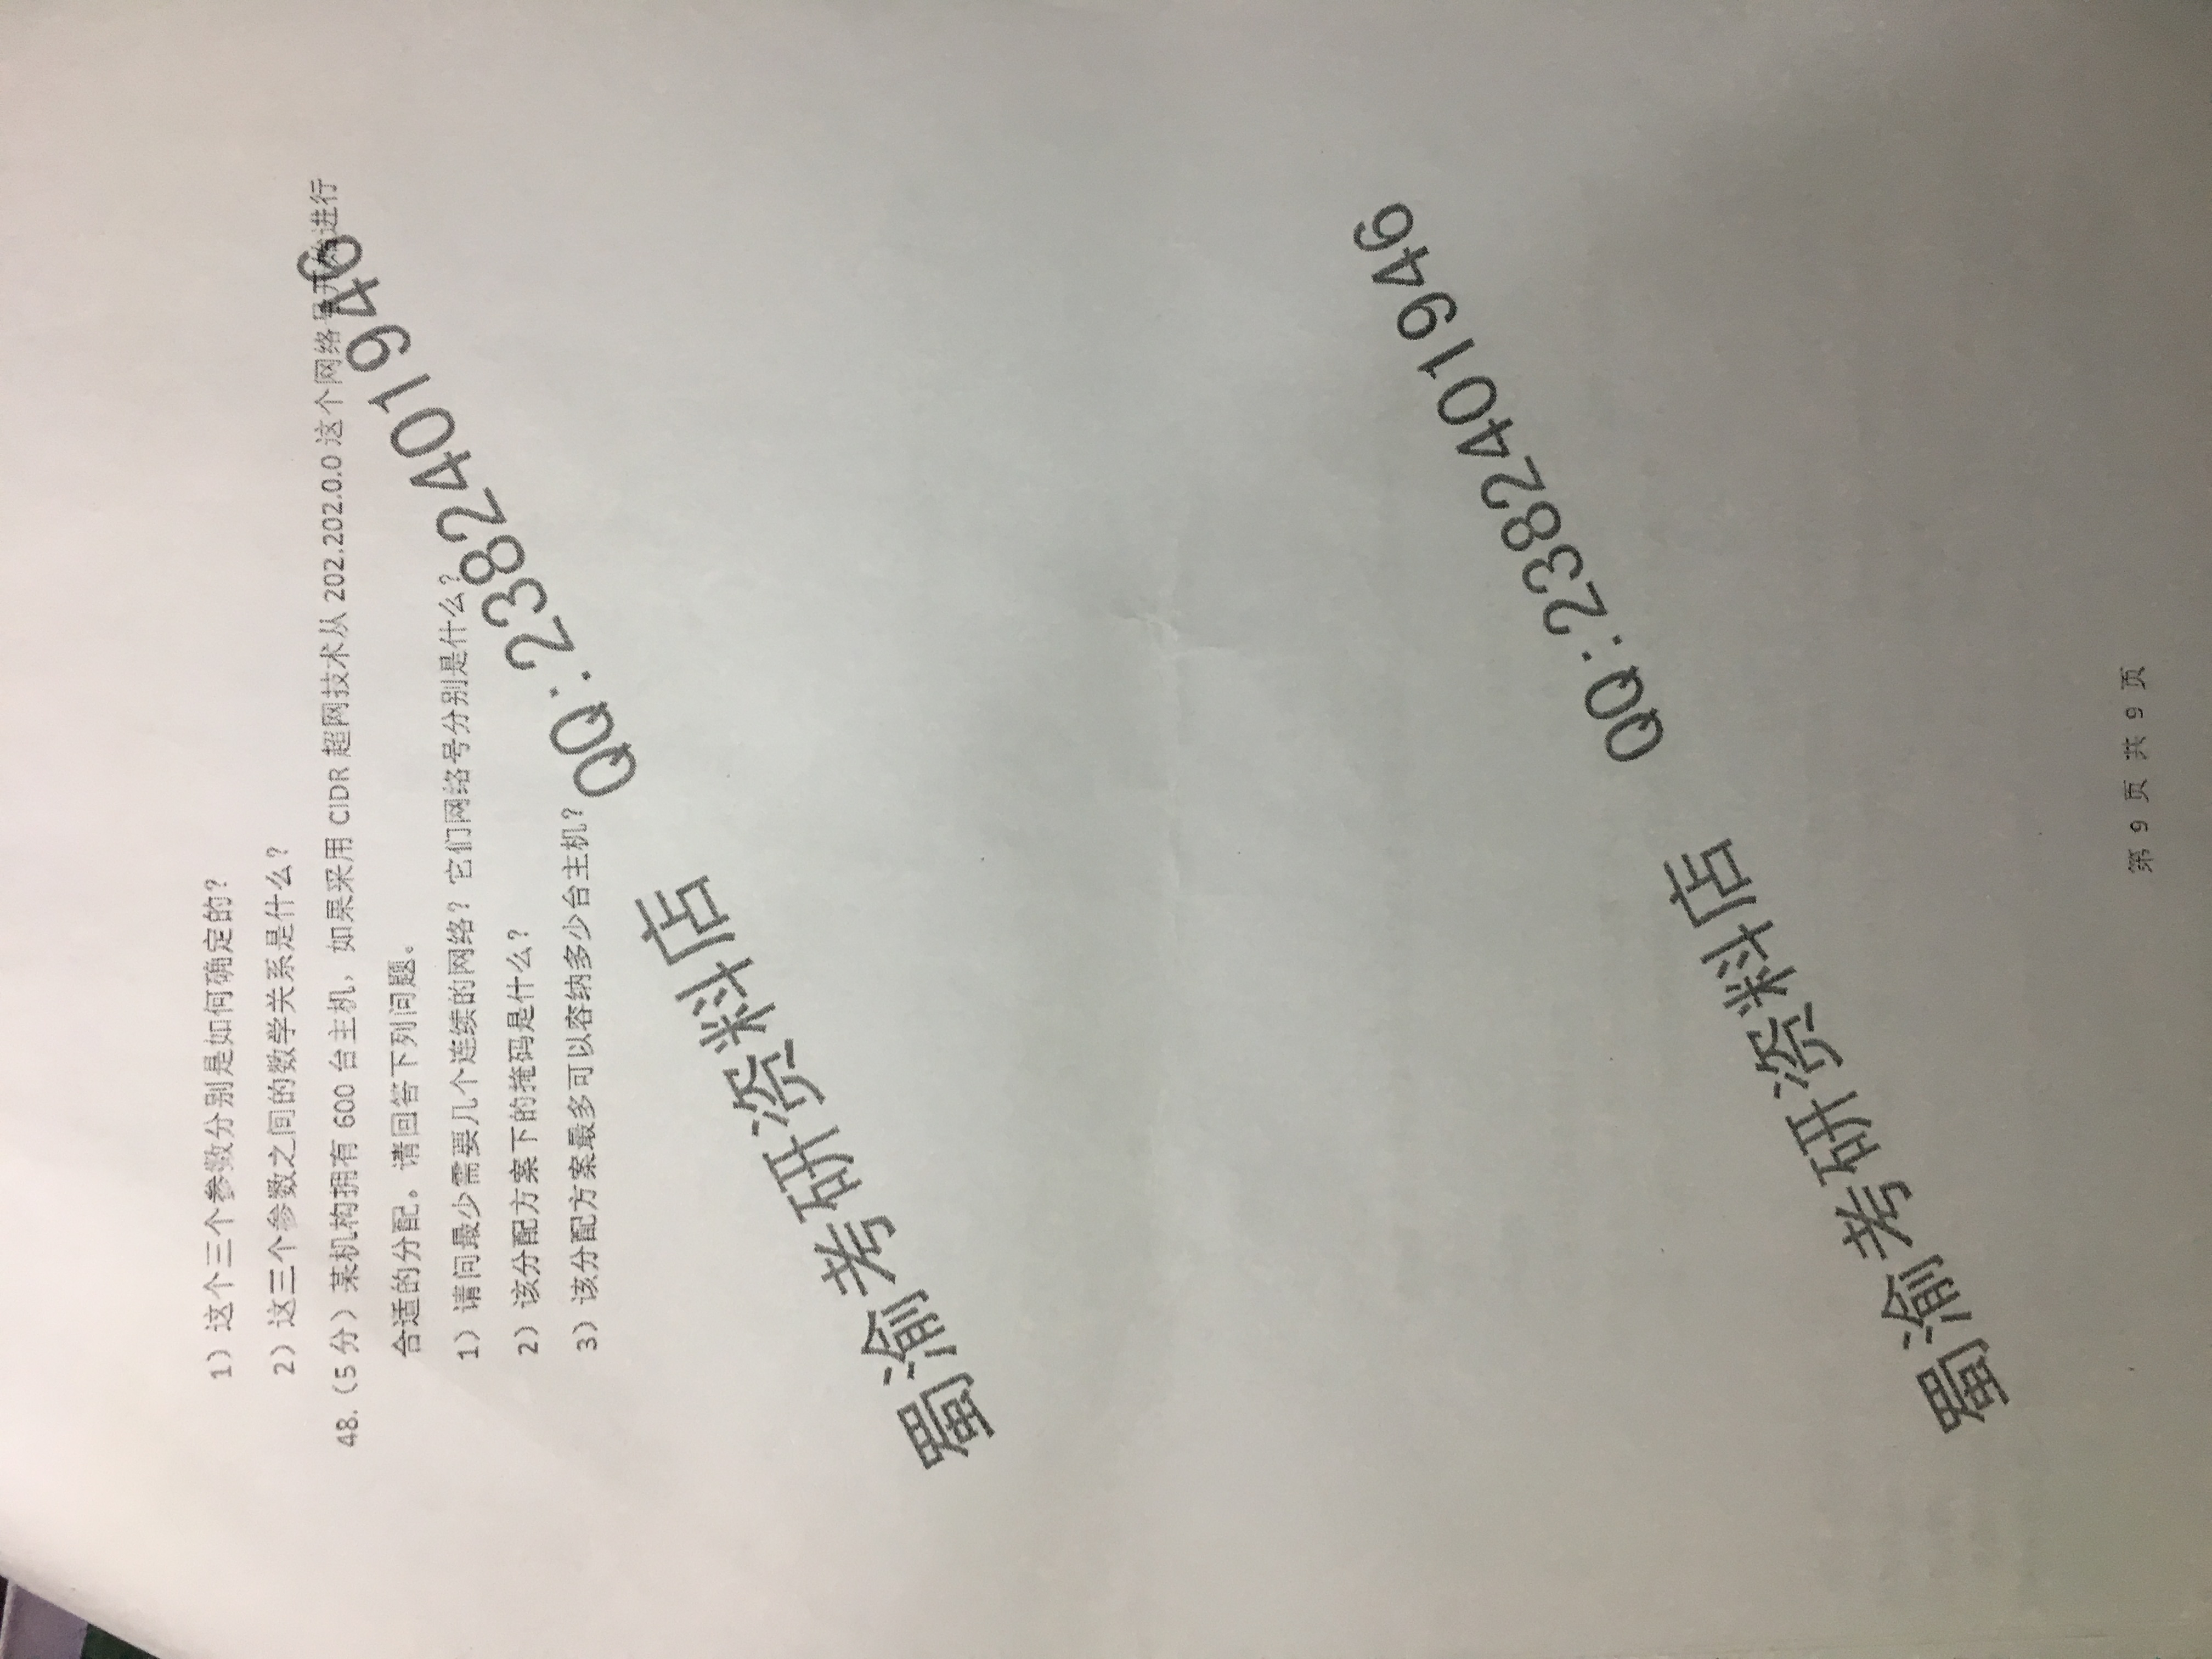 1）这个三个参数分别是如何确定的？
2）这三个参数之间的数学关系是什么？
48.（5 分）某机构拥有 600 台主机，如果采用 CIDR 超网技术从 202.202.0.0 这个网络号开始进行
合适的分配。请回答下列问题。
1）请问最少需要几个连续的网络？它们网络号分别是什么？
2）该分配方案下的掩码是什么？
3）该分配方案最多可以容纳多少台主机？
蜀渝考研资料店 QQ:2382401946
蜀渝考研资料店 QQ:2382401946
第 9 页 共 9 页